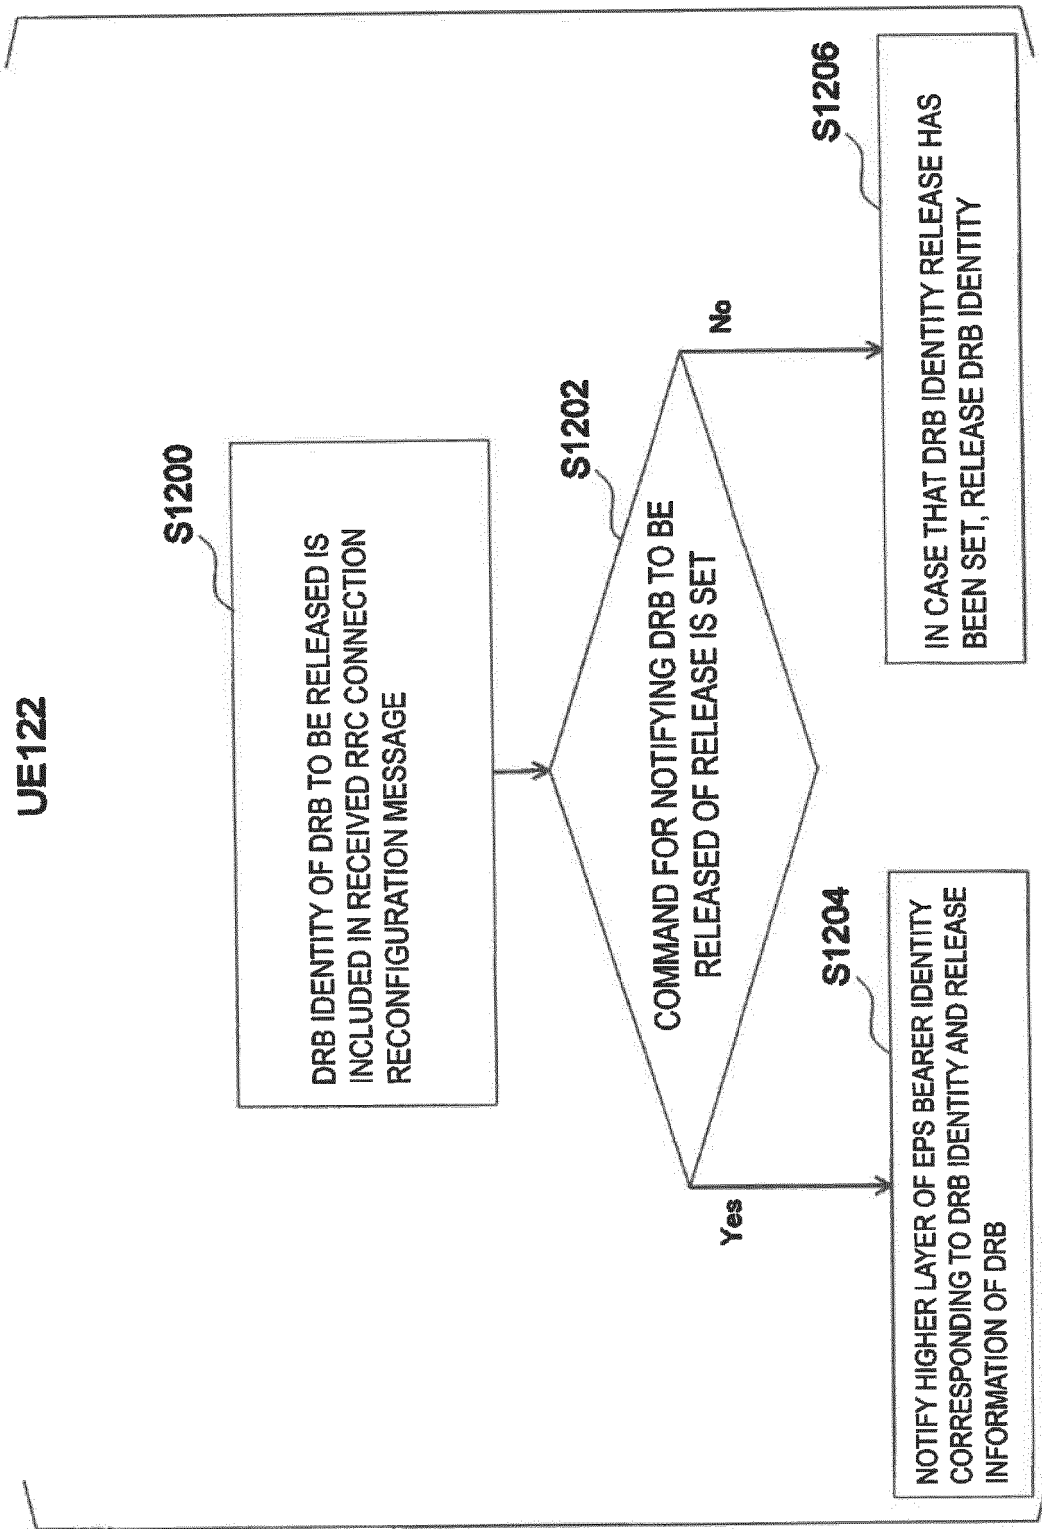 UE122
S1200
DRB IDENTITY OF DRB TO BE RELEASED IS
INCLUDED IN RECEIVED RRC CONNECTION
RECONFIGURATION MESSAGE
S1202
COMMAND FOR NOTIFYING DRB TO BE
RELEASED OF RELEASE IS SET
Yes
No
S1204
NOTIFY HIGHER LAYER OF EPS BEARER IDENTITY
CORRESPONDING TO DRB IDENTITY AND RELEASE
INFORMATION OF DRB
S1206
IN CASE THAT DRB IDENTITY RELEASE HAS
BEEN SET, RELEASE DRB IDENTITY